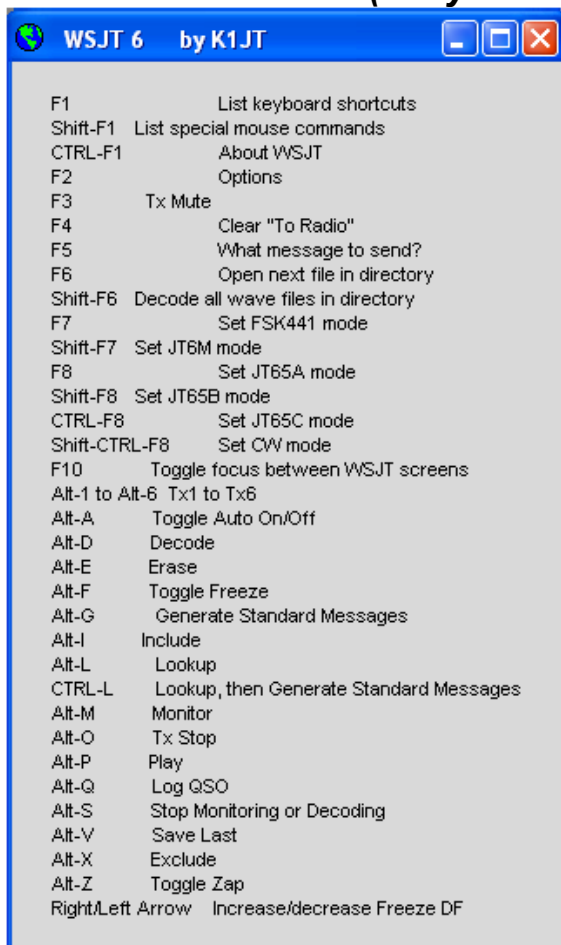 WSJT 6 by K1JT
F1 List keyboard shortcuts
Shift-F1 List special mouse commands
CTRL-F1 About WSJT
F2 Options
F3 Tx Mute
F4 Clear "To Radio"
F5 What message to send?
F6 Open next file in directory
Shift-F6 Decode all wave files in directory
F7 Set FSK441 mode
Shift-F7 Set JT6M mode
F8 Set JT65A mode
Shift-F8 Set JT65B mode
CTRL-F8 Set JT65C mode
Shift-CTRL-F8 Set CW mode
F10 Toggle focus between WSJT screens
Alt-1 to Alt-6 Tx1 to Tx6
Alt-A Toggle Auto On/Off
Alt-D Decode
Alt-E Erase
Alt-F Toggle Freeze
Alt-G Generate Standard Messages
Alt-I Include
Alt-L Lookup
CTRL-L Lookup, then Generate Standard Messages
Alt-M Monitor
Alt-O Tx Stop
Alt-P Play
Alt-Q Log QSO
Alt-S Stop Monitoring or Decoding
Alt-V Save Last
Alt-X Exclude
Alt-Z Toggle Zap
Right/Left Arrow Increase/decrease Freeze DF